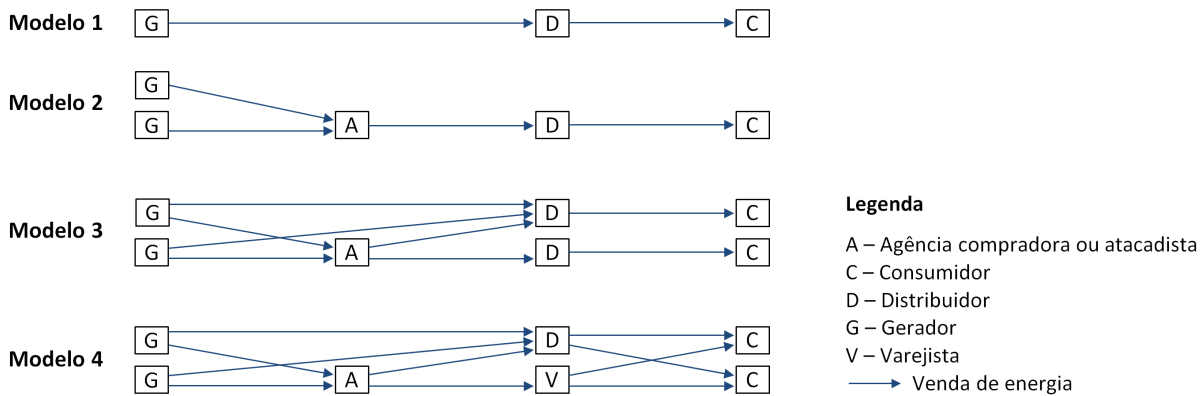 Modelo 1 G D C
G
Modelo 2
G A D C
G D C
Modelo 3
G A D C
G D C
Modelo 4
G A V C
Legenda
A – Agência compradora ou atacadista
C – Consumidor
D – Distribuidor
G – Gerador
V – Varejista
Venda de energia